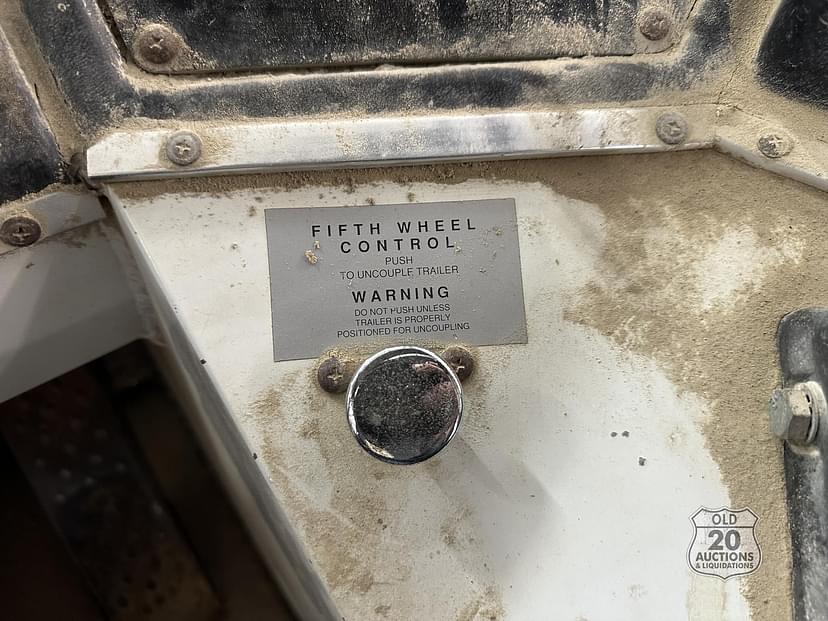 FIFTH WHEEL
CONTROL
PUSH
TO UNCOUPLE TRAILER
WARNING
DO NOT PUSH UNLESS
TRAILER IS PROPERLY
POSITIONED FOR UNCOUPLING
OLD
20
AUCTIONS
& LIQUIDATIONS